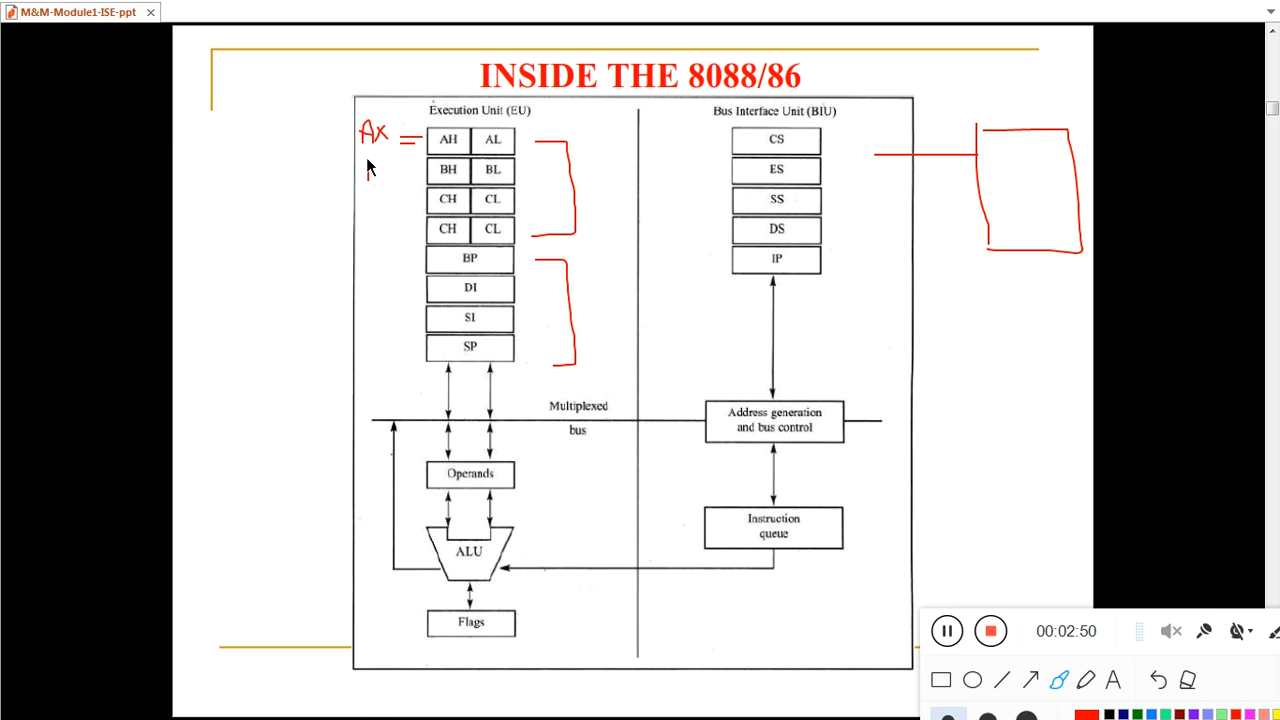 M&M-Module1-ISE-ppt
INSIDE THE 8088/86
Execution Unit (EU)
Bus Interface Unit (BIU)
AX =
AH AL
BH BL
CH CL
CH CL
BP
DI
SI
SP
CS
ES
SS
DS
IP
Multiplexed
bus
Address generation
and bus control
Operands
Instruction
queue
ALU
Flags
00:02:50
A